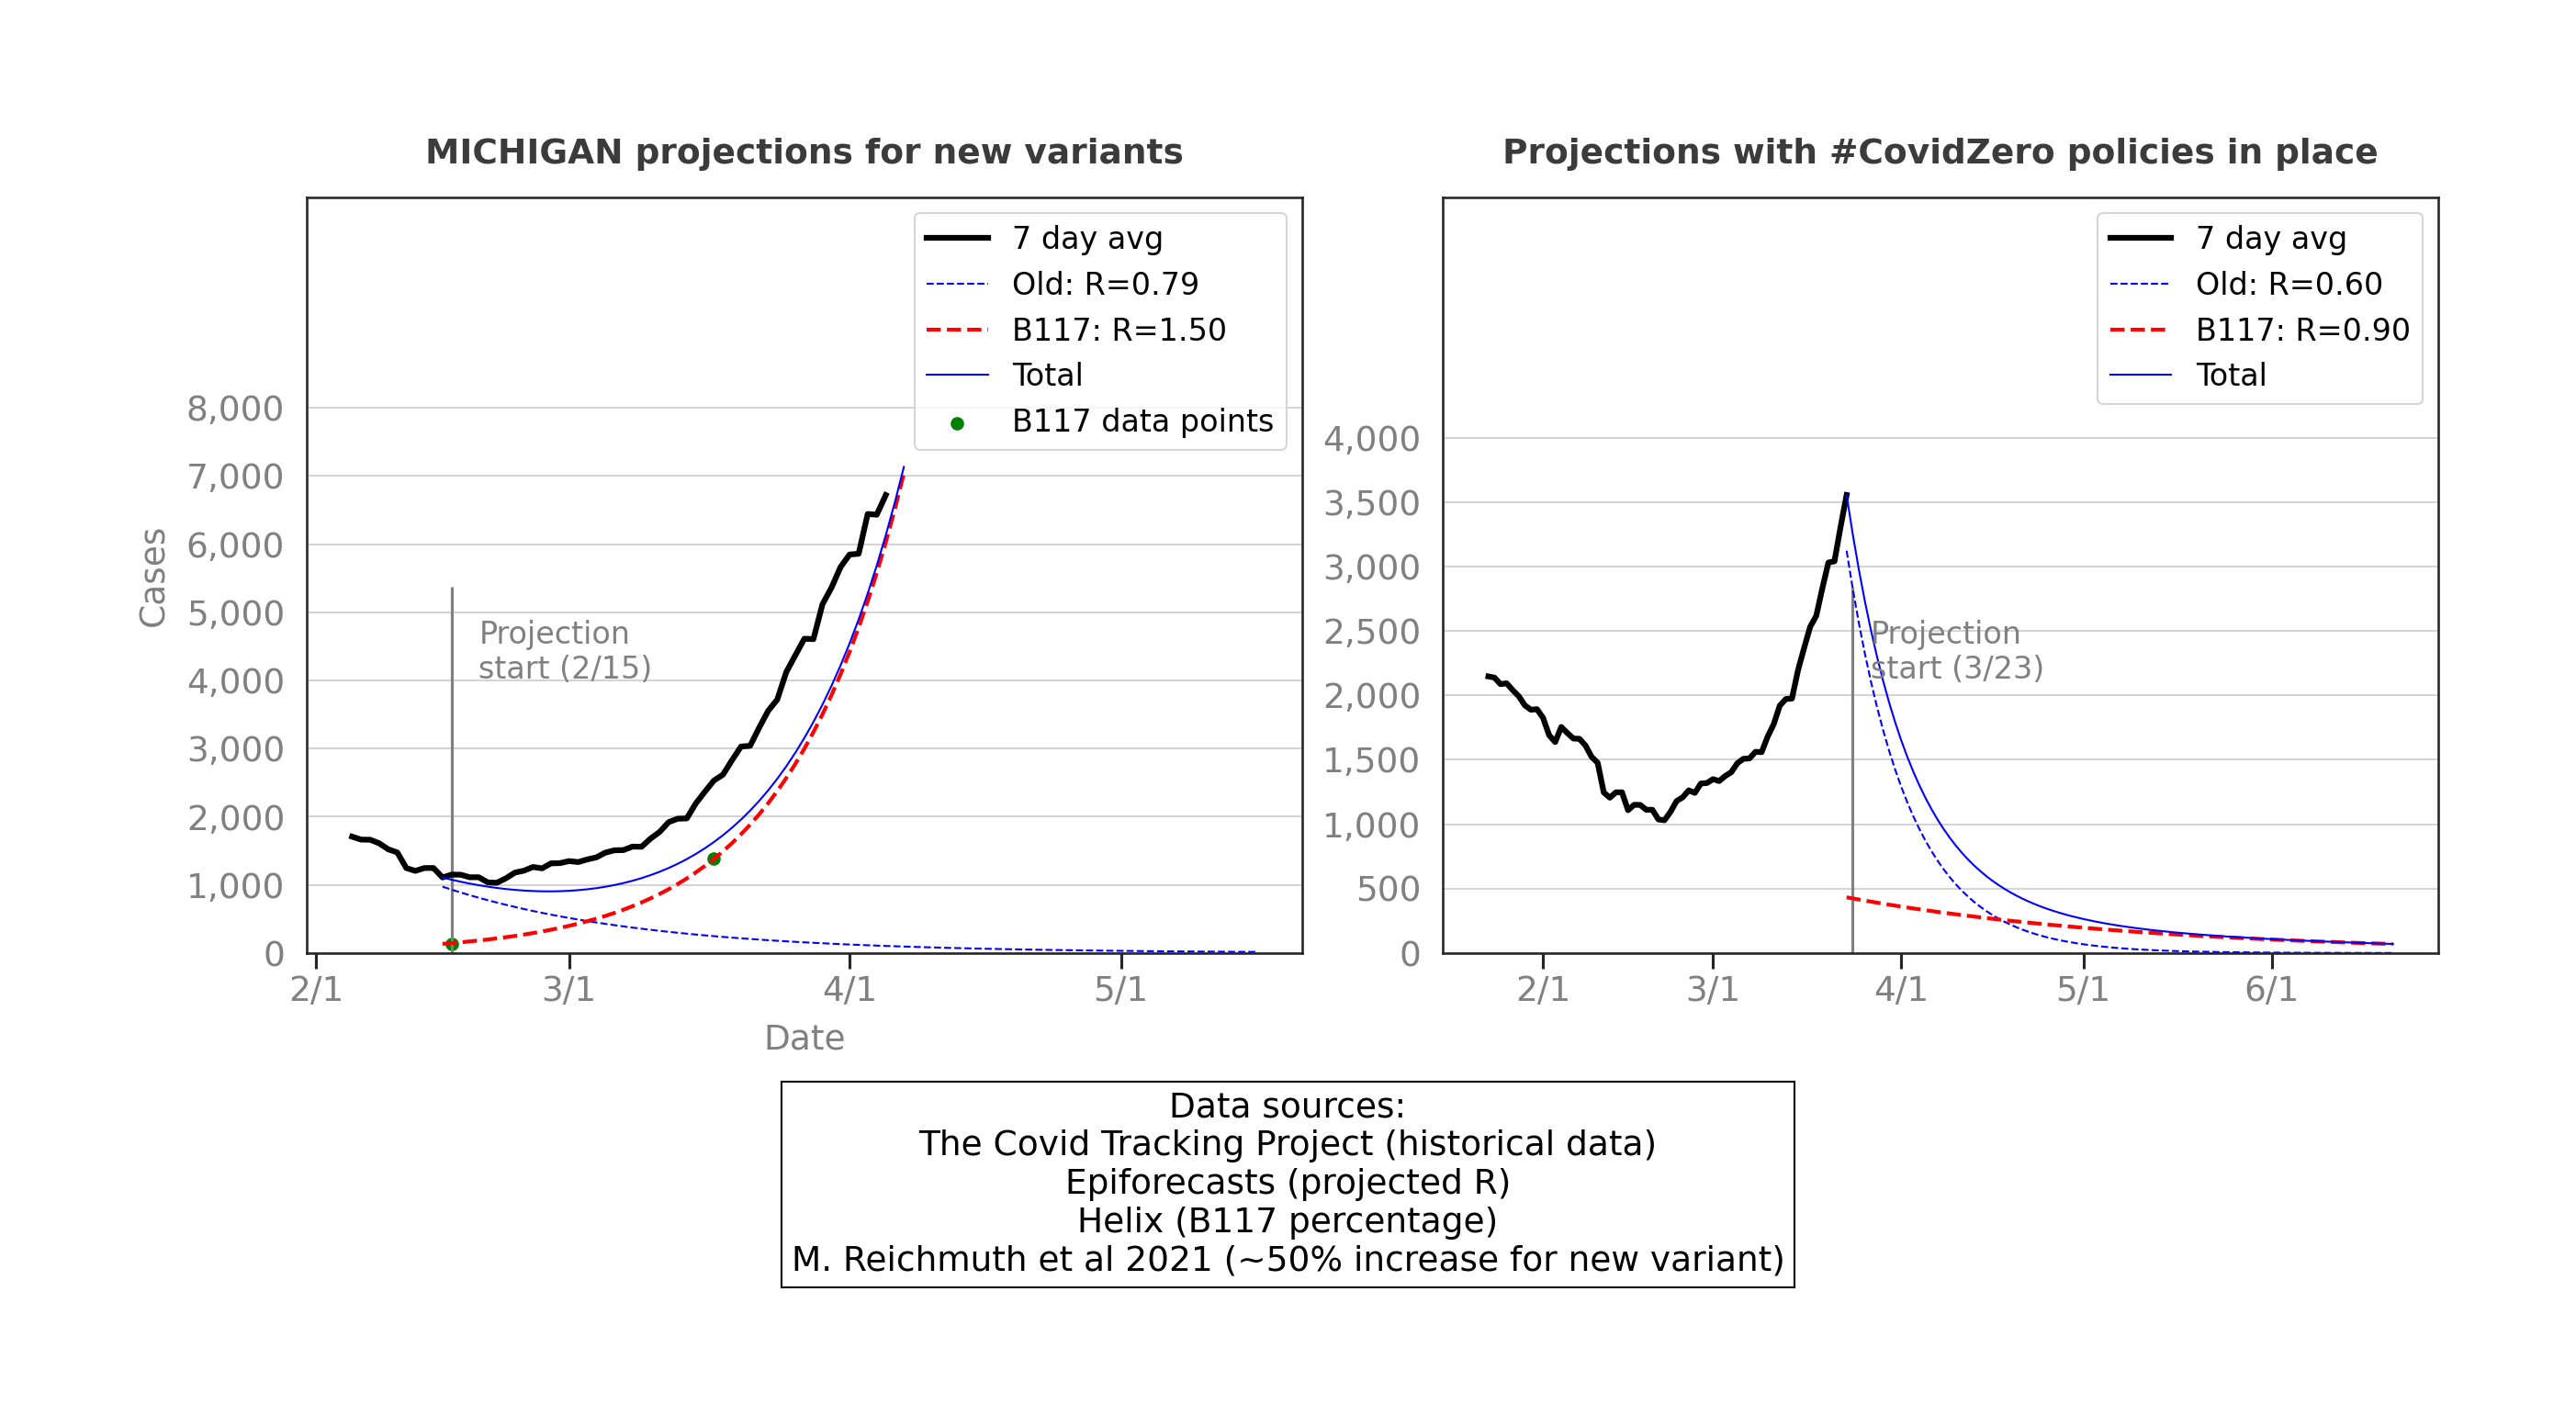 MICHIGAN projections for new variants
7 day avg
Old: R=0.79
B117: R=1.50
Total
B117 data points
8,000
7,000
6,000
5,000
4,000
3,000
2,000
1,000
0
Cases
Projection
start (2/15)
2/1
3/1
4/1
5/1
Date
Projections with #CovidZero policies in place
7 day avg
Old: R=0.60
B117: R=0.90
Total
4,000
3,500
3,000
2,500
2,000
1,500
1,000
500
0
Projection
start (3/23)
2/1
3/1
4/1
5/1
6/1
Data sources:
The Covid Tracking Project (historical data)
Epiforecasts (projected R)
Helix (B117 percentage)
M. Reichmuth et al 2021 (~50% increase for new variant)